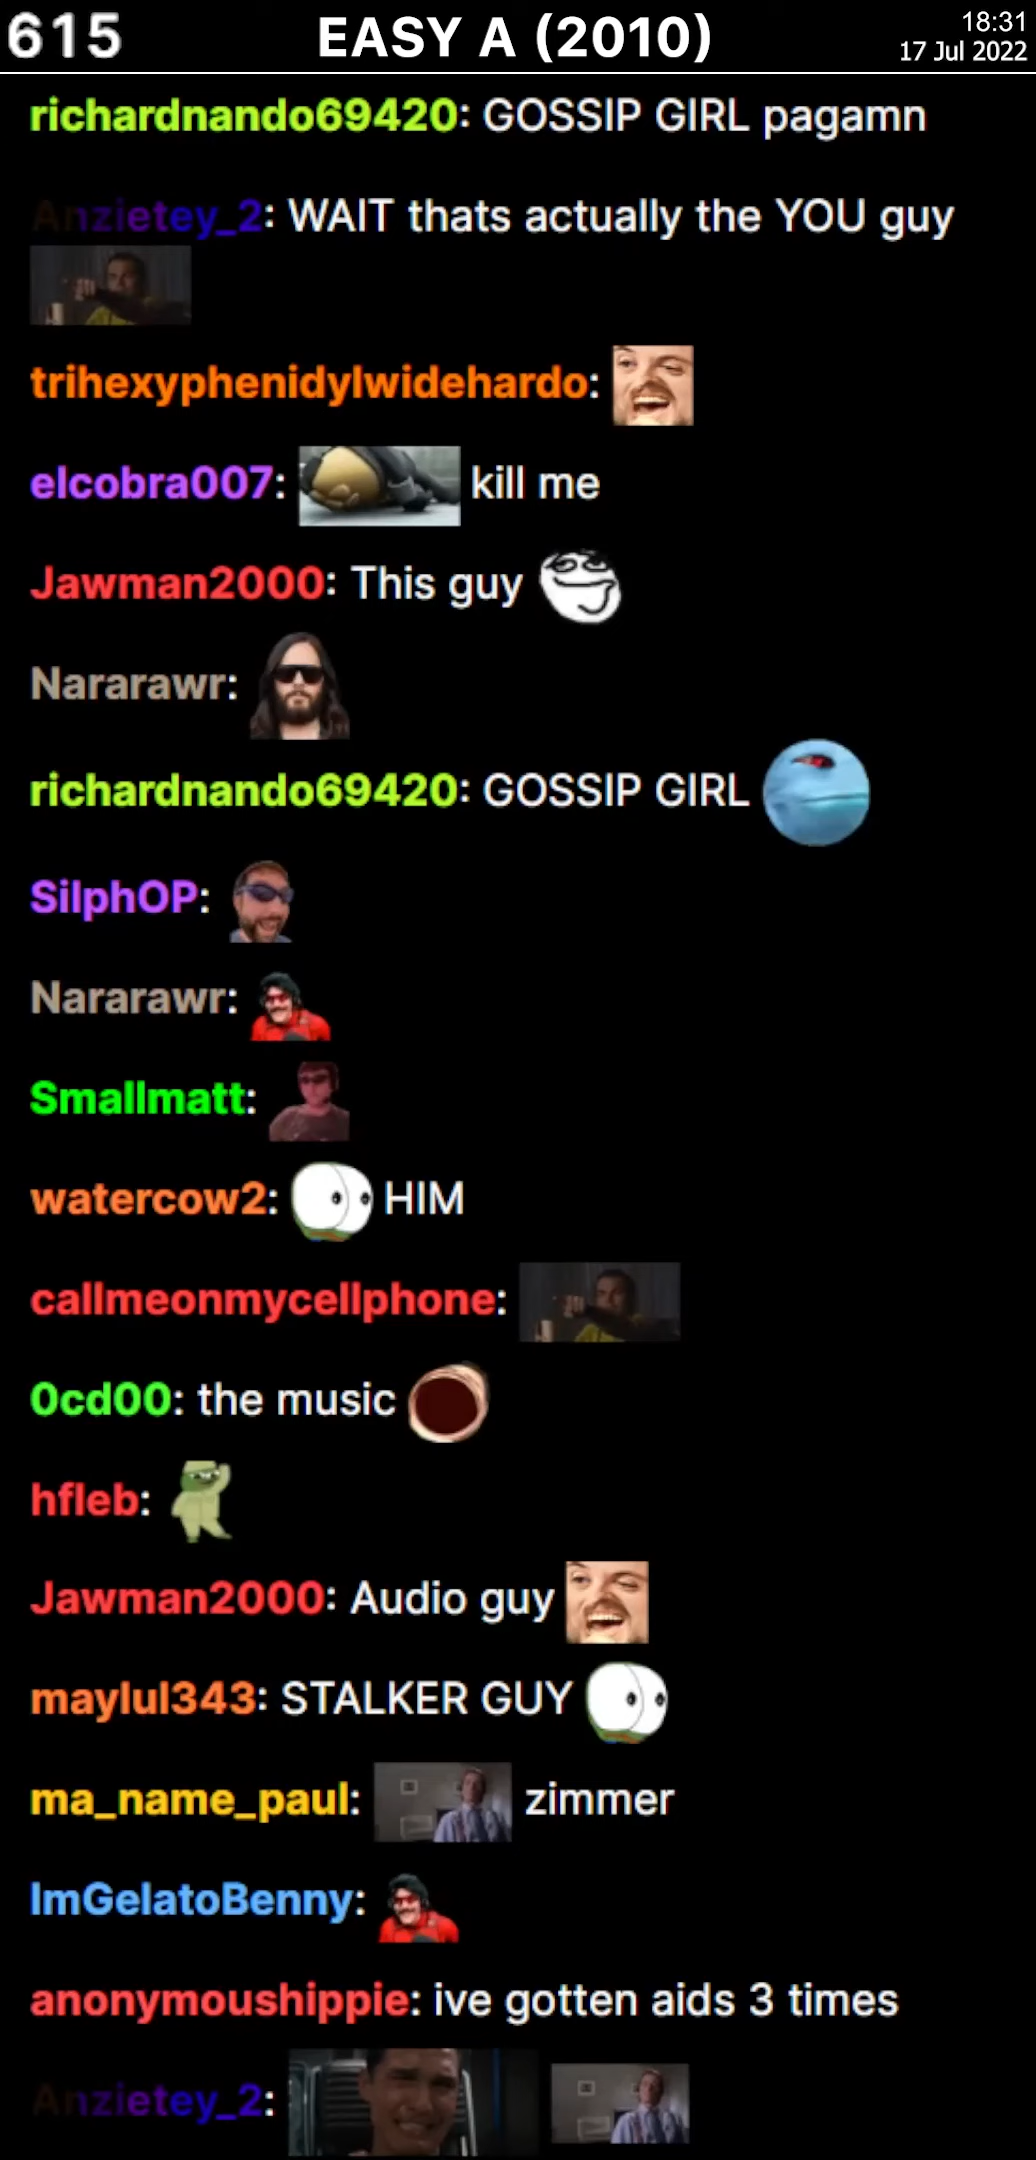 615
EASY A (2010)
18:31
17 Jul 2022
richardnando69420: GOSSIP GIRL pagamn
Anzietey_2: WAIT thats actually the YOU guy
trihexyphenidylwidehardo:
elcobra007: kill me
Jawman2000: This guy
Nararawr:
richardnando69420: GOSSIP GIRL
SilphOP:
Nararawr:
Smallmatt:
watercow2: HIM
callmeonmycellphone:
0cd00: the music
hfleb:
Jawman2000: Audio guy
maylul343: STALKER GUY
ma_name_paul: zimmer
ImGelatoBenny:
anonymoushippie: ive gotten aids 3 times
Anzietey_2: